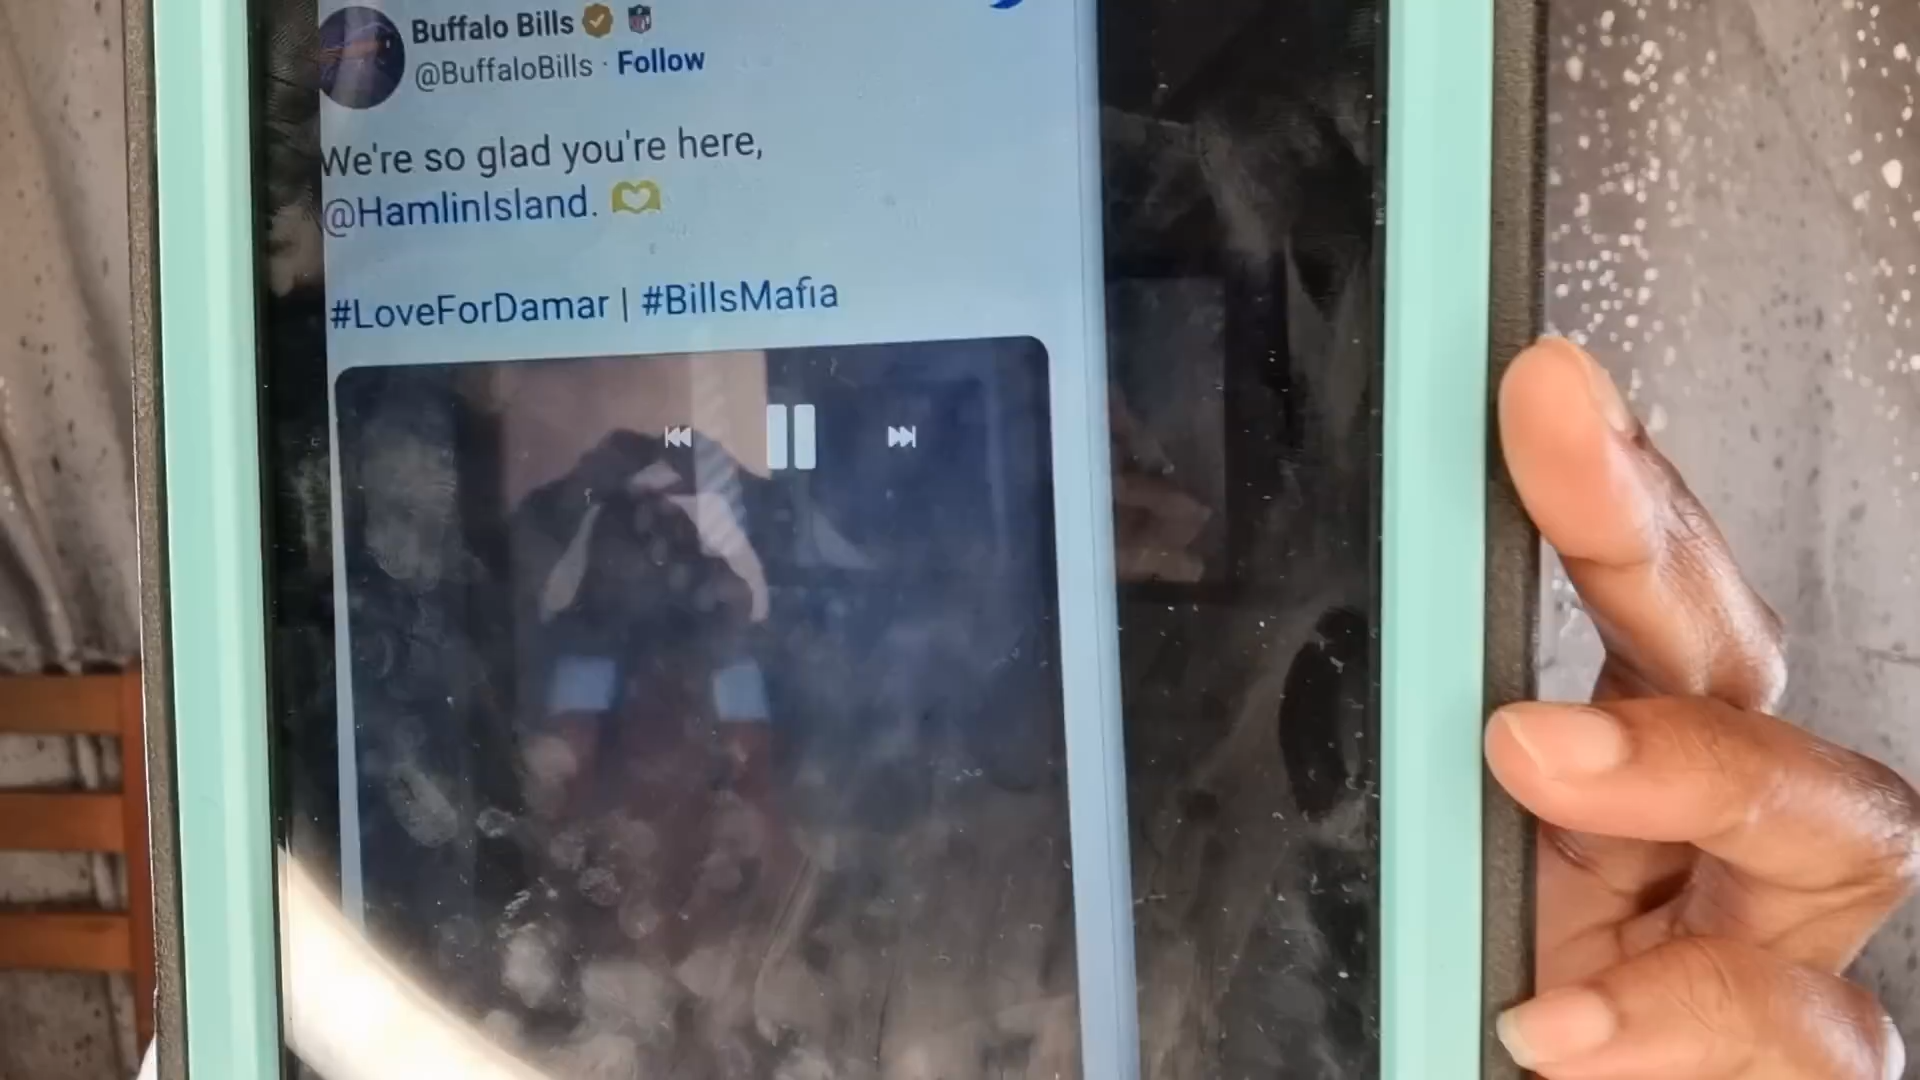 Buffalo Bills
@BuffaloBills · Follow
We're so glad you're here,
@HamlinIsland. 🫶
#LoveForDamar | #BillsMafia